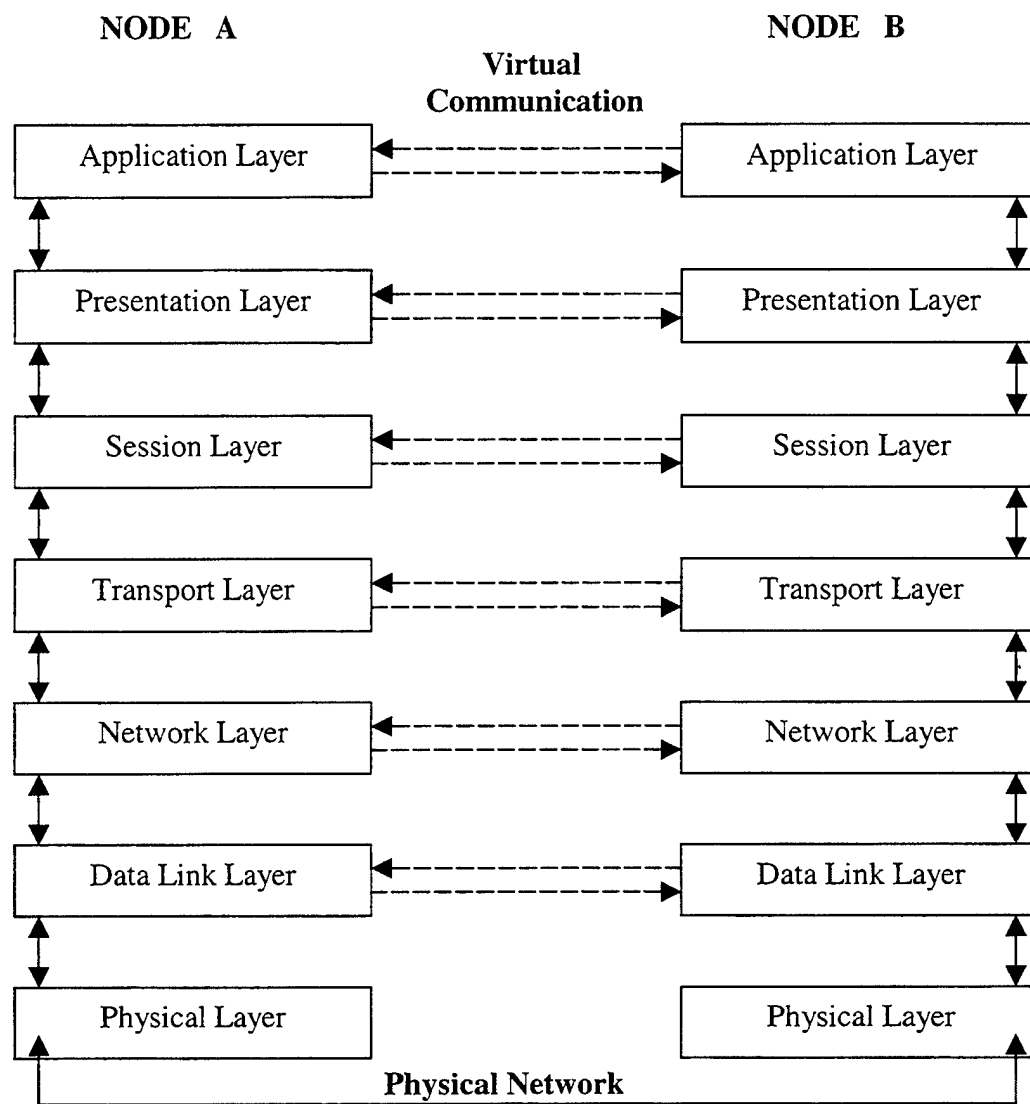 NODE A
NODE B
Virtual
Communication
Application Layer
Application Layer
Presentation Layer
Presentation Layer
Session Layer
Session Layer
Transport Layer
Transport Layer
Network Layer
Network Layer
Data Link Layer
Data Link Layer
Physical Layer
Physical Layer
Physical Network